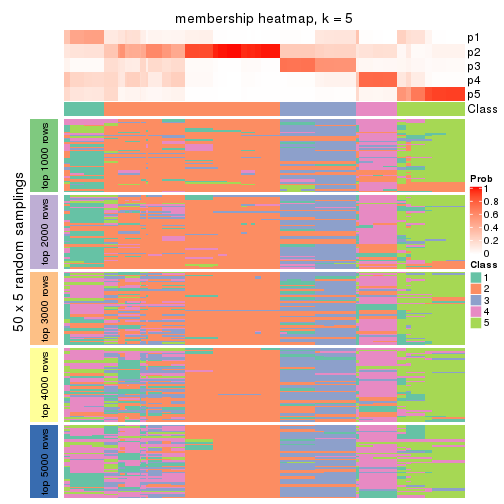 membership heatmap, k = 5
p1
p2
p3
p4
p5
Class
50 x 5 random samplings
top 1000 rows
top 2000 rows
top 3000 rows
top 4000 rows
top 5000 rows
Prob
1
0.8
0.6
0.4
0.2
0
Class
1
2
3
4
5